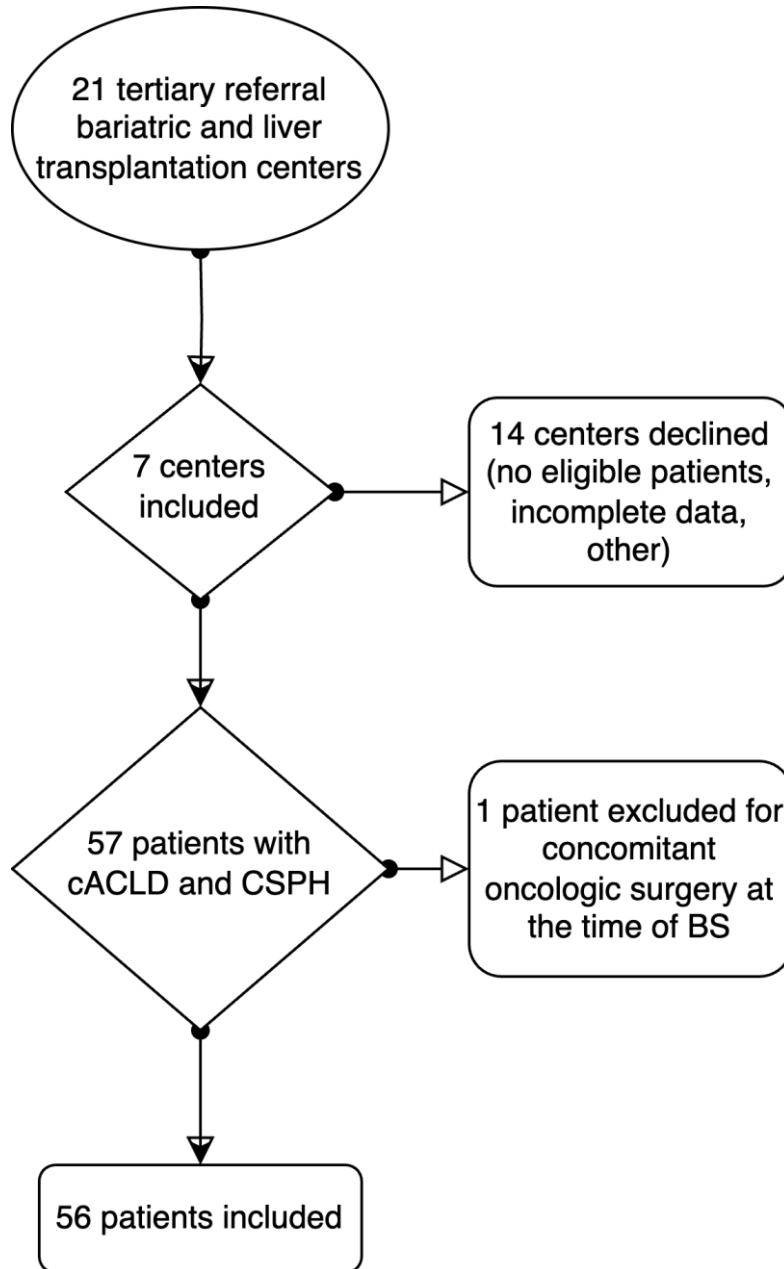 21 tertiary referral
bariatric and liver
transplantation centers
7 centers
included
14 centers declined
(no eligible patients,
incomplete data,
other)
57 patients with
cACLD and CSPH
1 patient excluded for
concomitant
oncologic surgery at
the time of BS
56 patients included